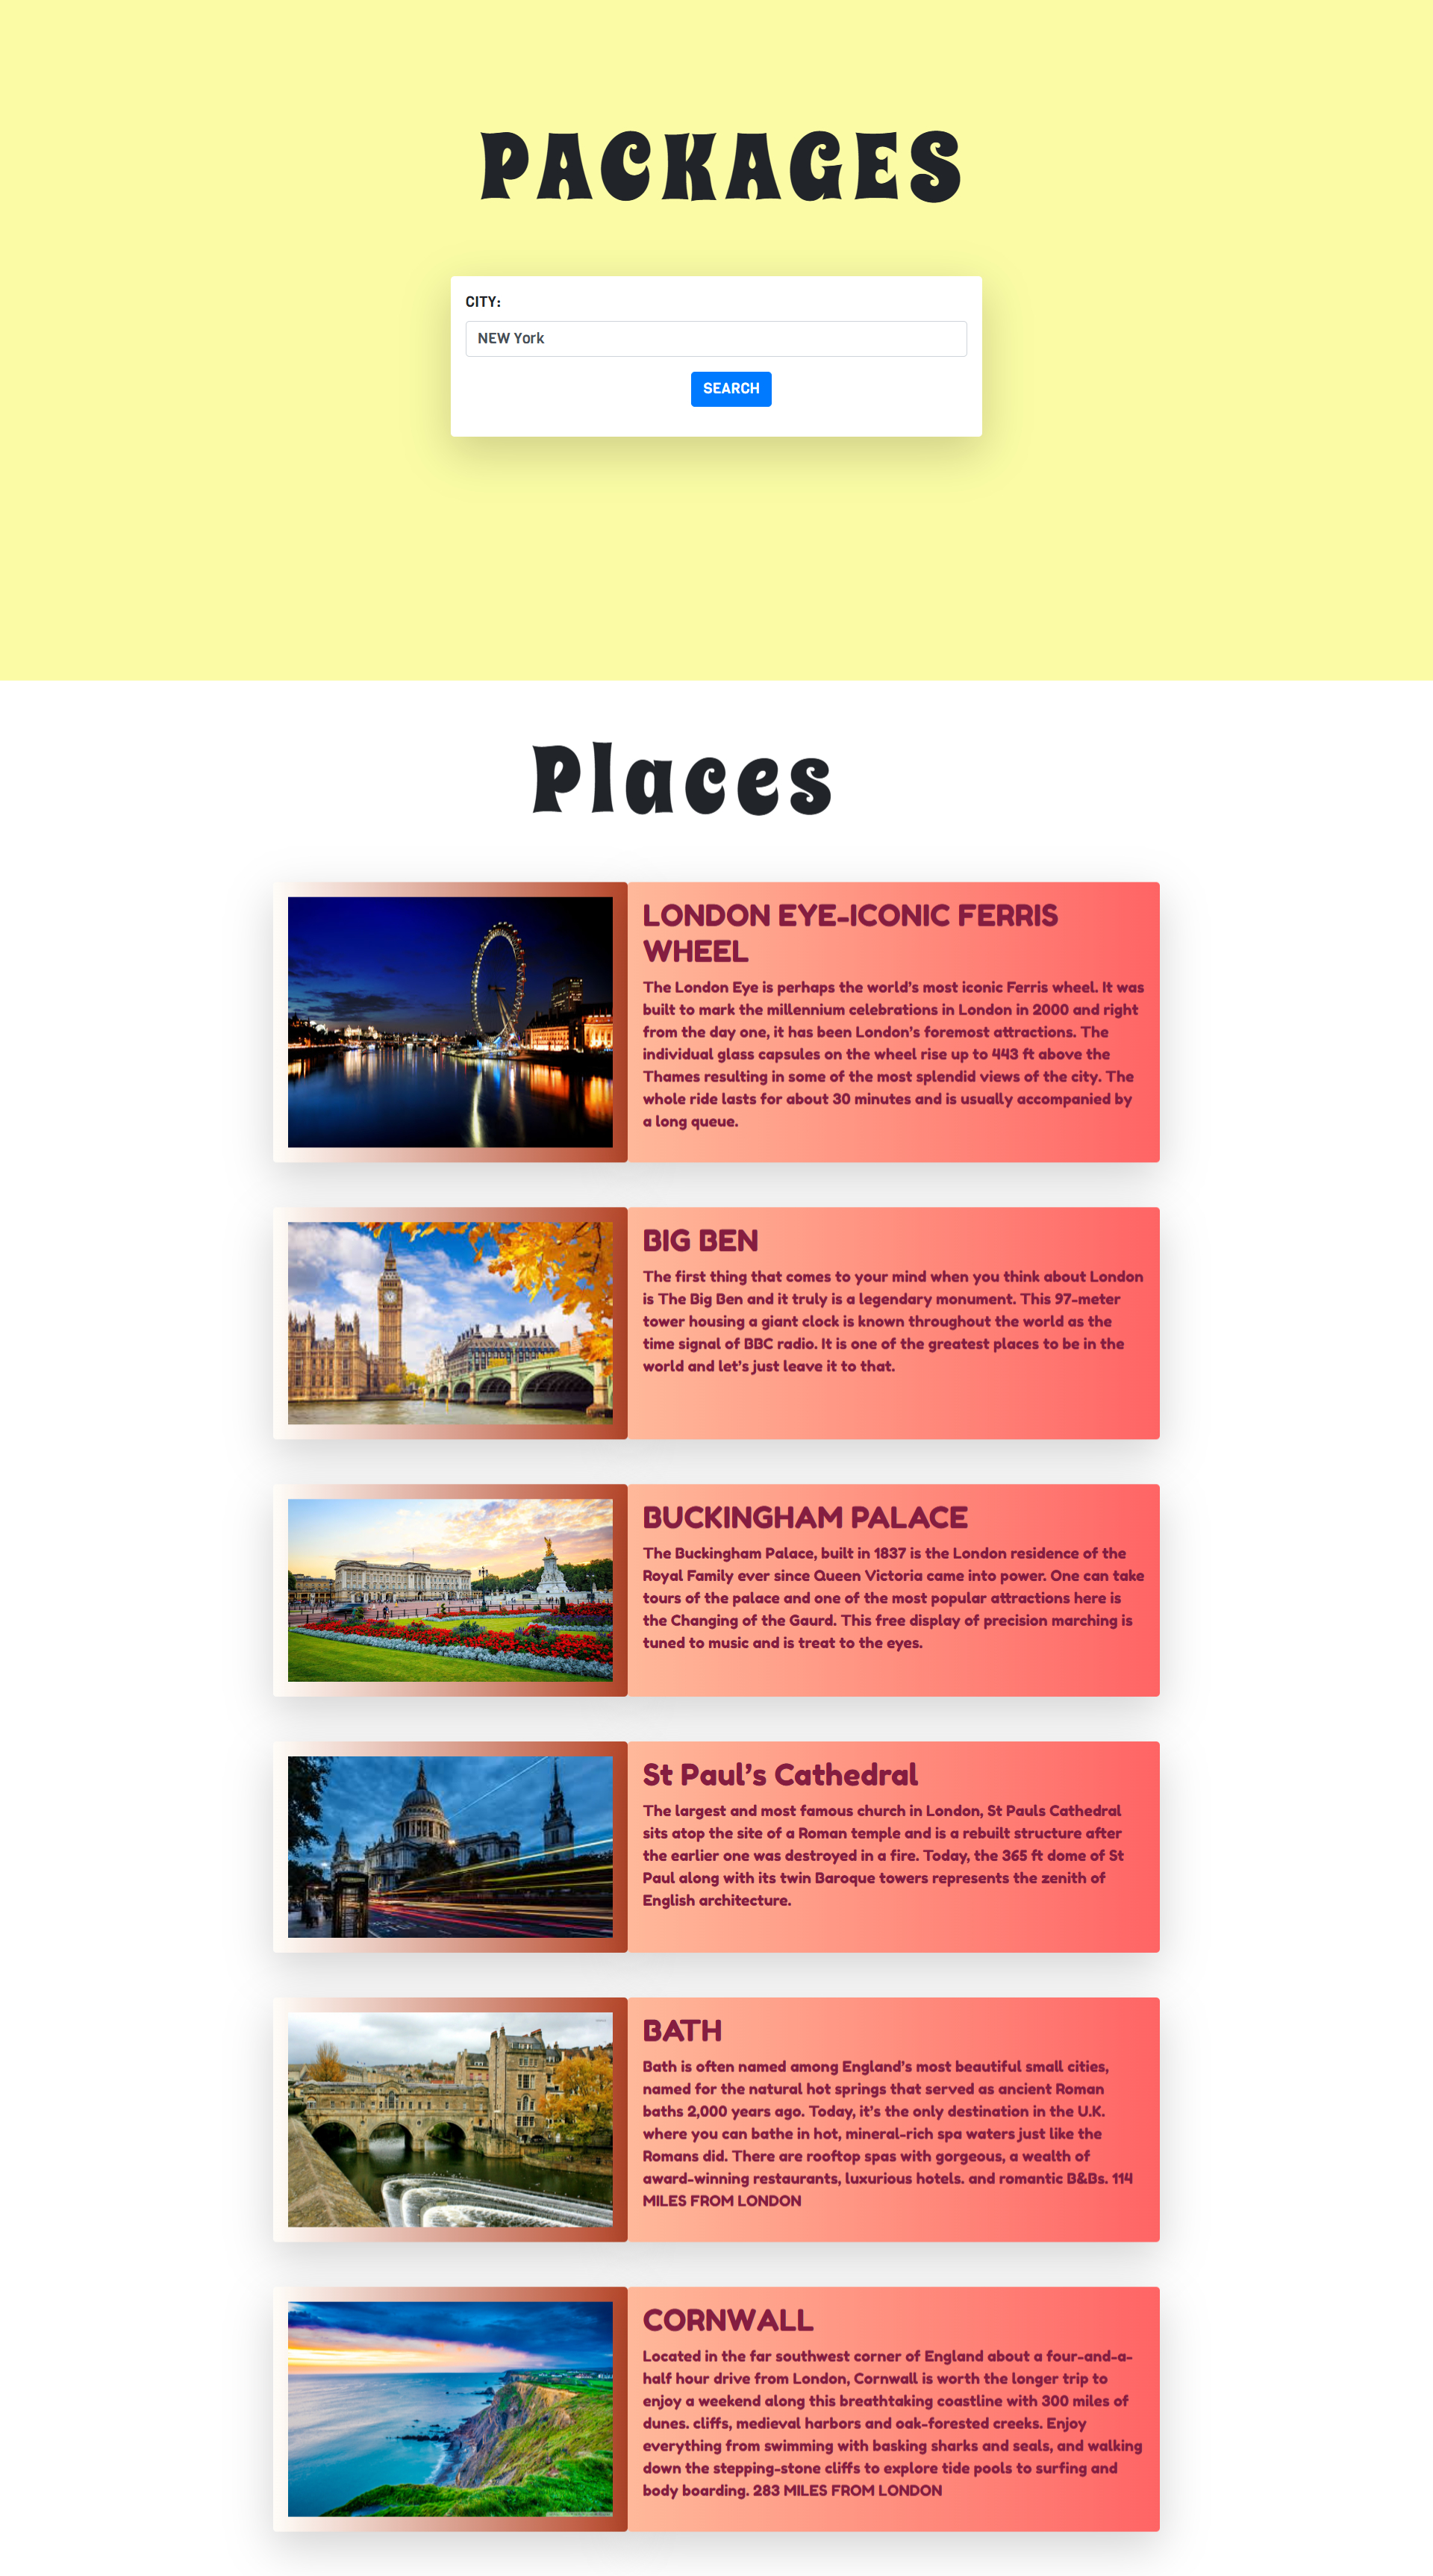 PACKAGES
CITY:
NEW York
SEARCH
Places
LONDON EYE-ICONIC FERRIS
WHEEL
The London Eye is perhaps the world's most iconic Ferris wheel. It was
built to mark the millennium celebrations in London in 2000 and right
from the day one, it has been London's foremost attractions. The
individual glass capsules on the wheel rise up to 443 ft above the
Thames resulting in some of the most splendid views of the city. The
whole ride lasts for about 30 minutes and is usually accompanied by
a long queue.
BIG BEN
The first thing that comes to your mind when you think about London
is The Big Ben and it truly is a legendary monument. This 97-meter
tower housing a giant clock is known throughout the world as the
time signal of BBC radio. It is one of the greatest places to be in the
world and let's just leave it to that.
BUCKINGHAM PALACE
The Buckingham Palace, built in 1837 is the London residence of the
Royal Family ever since Queen Victoria came into power. One can take
tours of the palace and one of the most popular attractions here is
the Changing of the Gaurd. This free display of precision marching is
tuned to music and is treat to the eyes.
St Paul's Cathedral
The largest and most famous church in London, St Pauls Cathedral
sits atop the site of a Roman temple and is a rebuilt structure after
the earlier one was destroyed in a fire. Today, the 365 ft dome of St
Paul along with its twin Baroque towers represents the zenith of
English architecture.
BATH
Bath is often named among England's most beautiful small cities,
named for the natural hot springs that served as ancient Roman
baths 2,000 years ago. Today, it's the only destination in the U.K.
where you can bathe in hot, mineral-rich spa waters just like the
Romans did. There are rooftop spas with gorgeous, a wealth of
award-winning restaurants, luxurious hotels. and romantic B&Bs. 114
MILES FROM LONDON
CORNWALL
Located in the far southwest corner of England about a four-and-a-
half hour drive from London, Cornwall is worth the longer trip to
enjoy a weekend along this breathtaking coastline with 300 miles of
dunes. cliffs, medieval harbors and oak-forested creeks. Enjoy
everything from swimming with basking sharks and seals, and walking
down the stepping-stone cliffs to explore tide pools to surfing and
body boarding. 283 MILES FROM LONDON